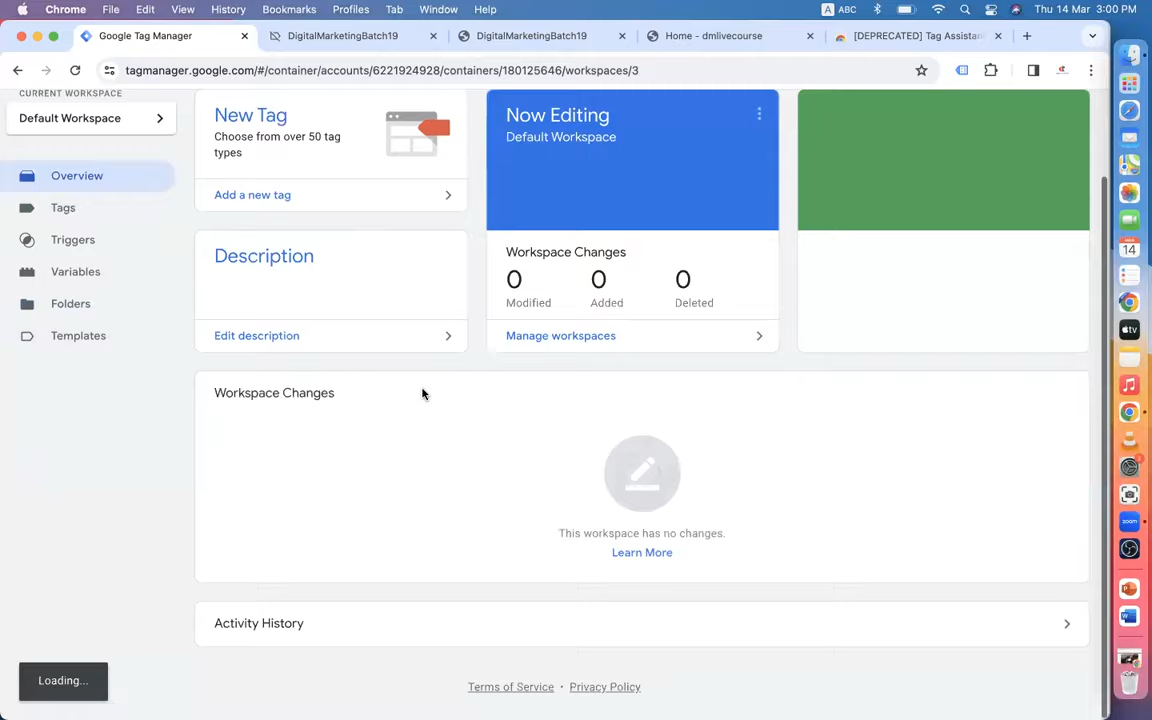 Chrome File Edit View History Bookmarks Profiles Tab Window Help A ABC Thu 14 Mar 3:00 PM
Google Tag Manager DigitalMarketingBatch19 DigitalMarketingBatch19 Home - dmlivecourse [DEPRECATED] Tag Assistan
tagmanager.google.com/#/container/accounts/6221924928/containers/180125646/workspaces/3
CURRENT WORKSPACE
Default Workspace
Overview
Tags
Triggers
Variables
Folders
Templates
New Tag
Choose from over 50 tag
types
Add a new tag
Description
Edit description
Now Editing
Default Workspace
Workspace Changes
0 0 0
Modified Added Deleted
Manage workspaces
Workspace Changes
This workspace has no changes.
Learn More
Activity History
Loading...
Terms of Service • Privacy Policy
14
tv
zoom